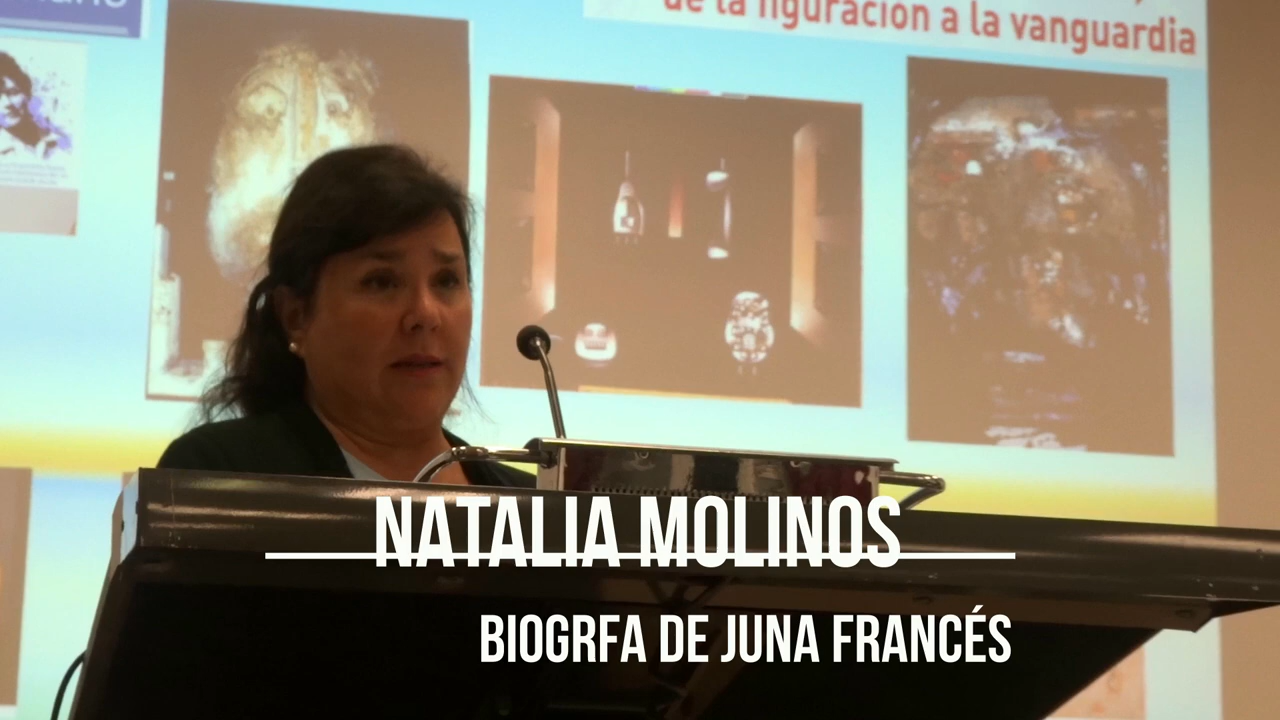 de la figuración a la vanguardia
NATALIA MOLINOS
BIOGRFA DE JUNA FRANCÉS